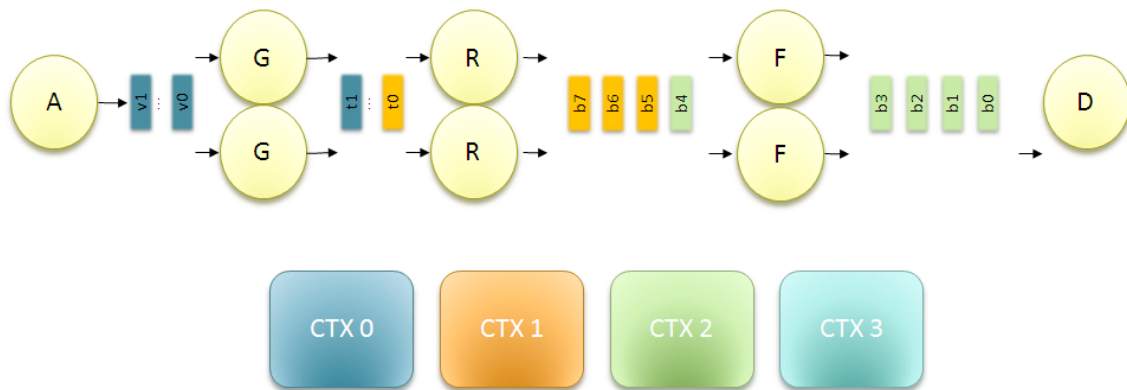 A
v1
...
v0
G
G
t1
...
t0
R
R
b7
b6
b5
b4
F
F
b3
b2
b1
b0
D
CTX 0
CTX 1
CTX 2
CTX 3